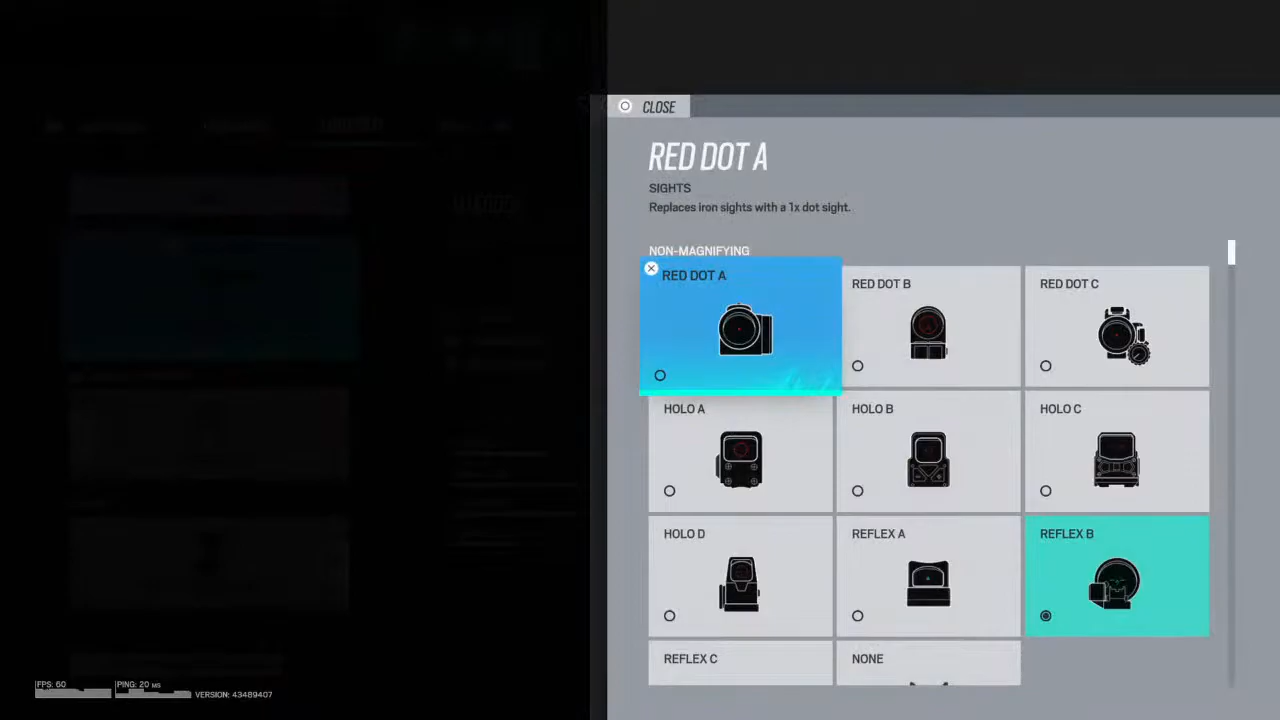 CLOSE
RED DOT A
SIGHTS
Replaces iron sights with a 1x dot sight.
NON-MAGNIFYING
RED DOT A
RED DOT B
RED DOT C
HOLO A
HOLO B
HOLO C
HOLO D
REFLEX A
REFLEX B
REFLEX C
NONE
FPS: 60
PING: 20 MS
VERSION: 43489407